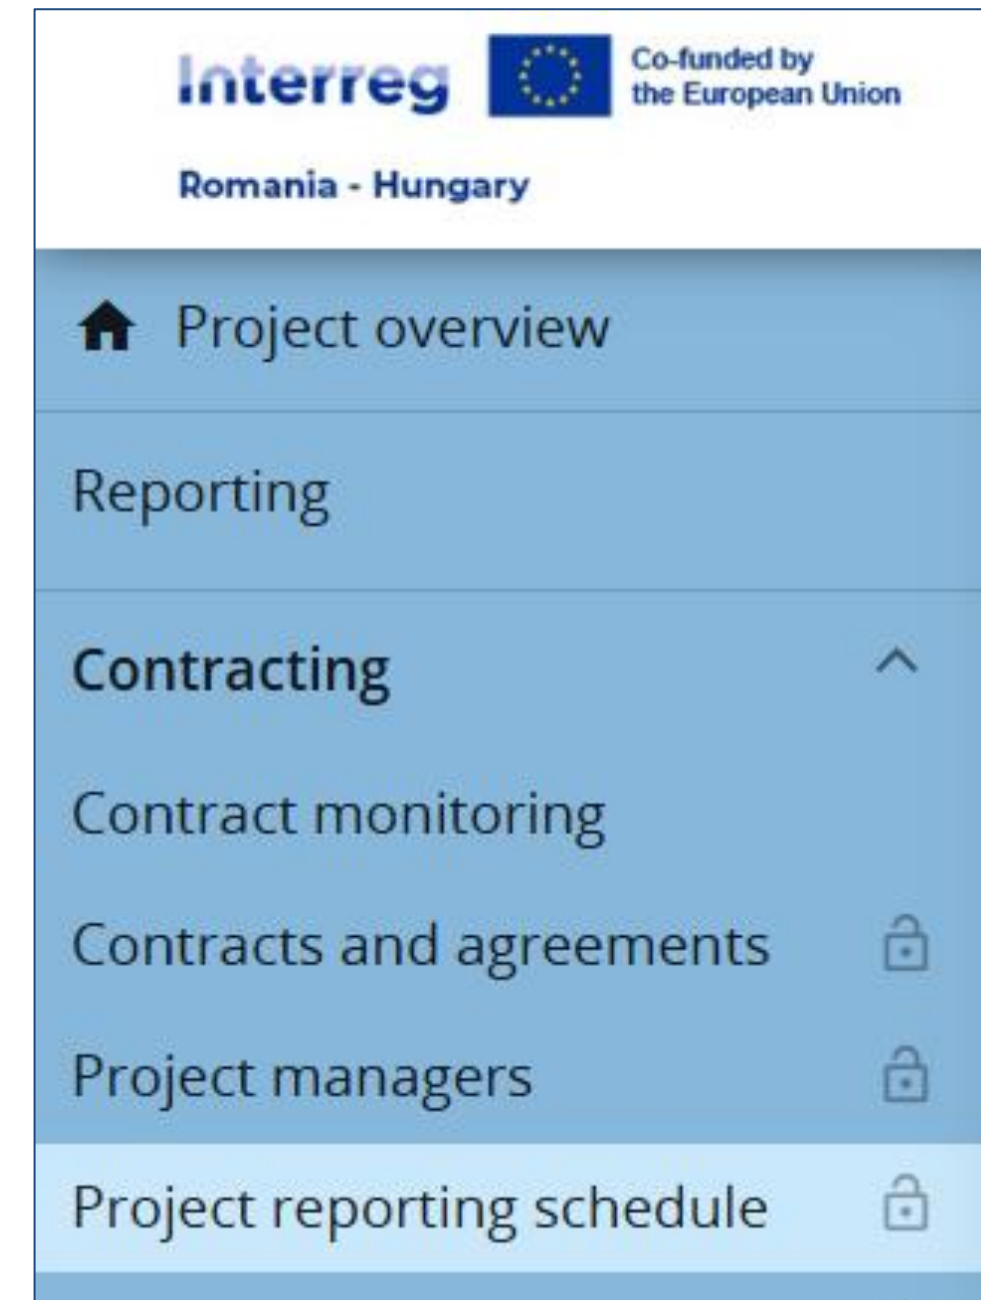 Interreg
Co-funded by
the European Union
Romania - Hungary
Project overview
Reporting
Contracting
Contract monitoring
Contracts and agreements
Project managers
Project reporting schedule